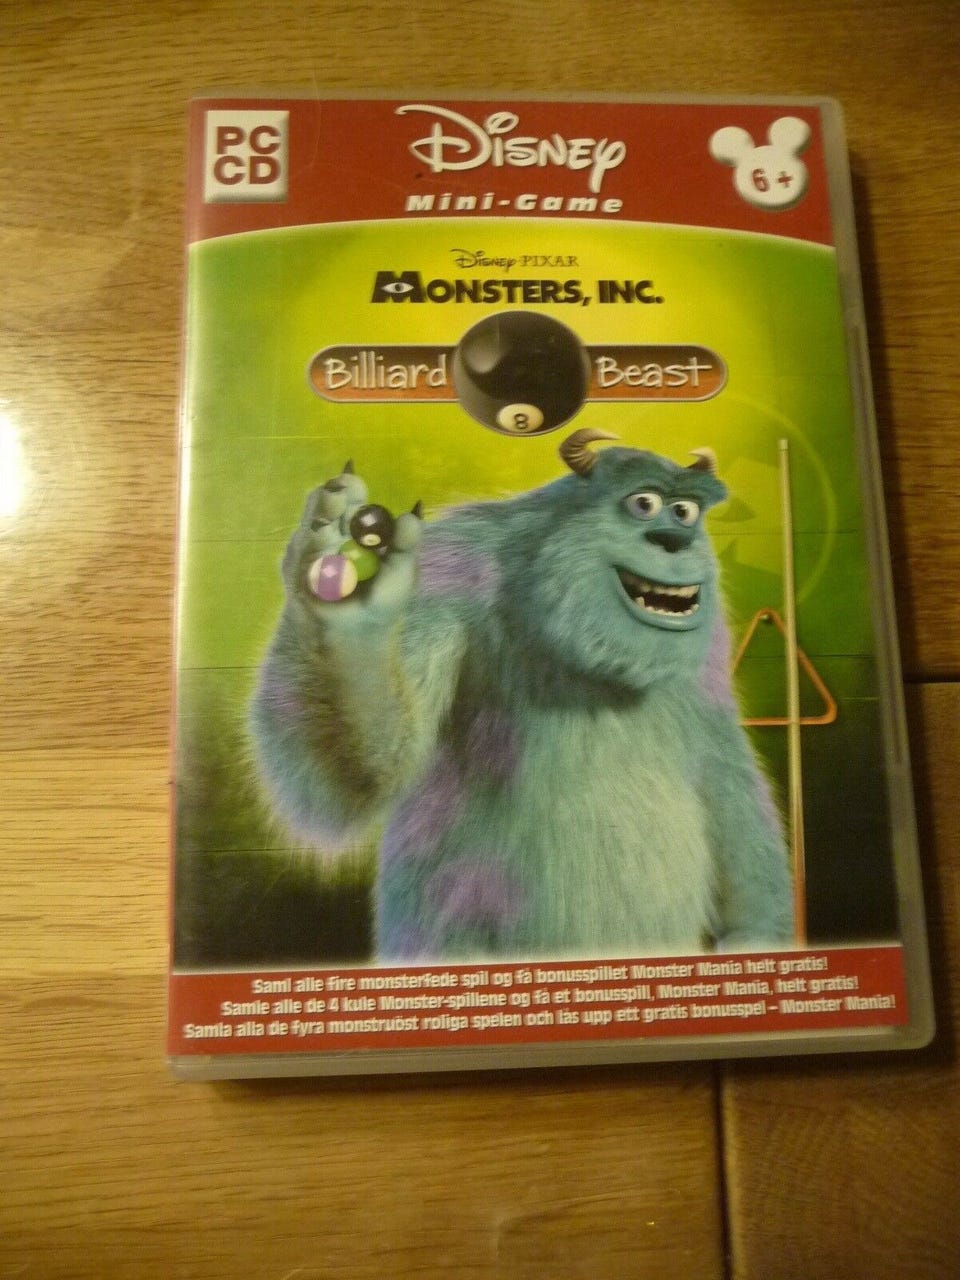 PC
CD
Disney
Mini-Game
6+
Disney·PIXAR
MONSTERS, INC.
Billiard Beast
8
Saml alle fire monsterfede spil og få bonusspillet Monster Mania helt gratis!
Samle alle de 4 kule Monster-spillene og få et bonusspill, Monster Mania, helt gratis!
Samla alla de fyra monstruöst roliga spelen och lås upp ett gratis bonusspel – Monster Mania!